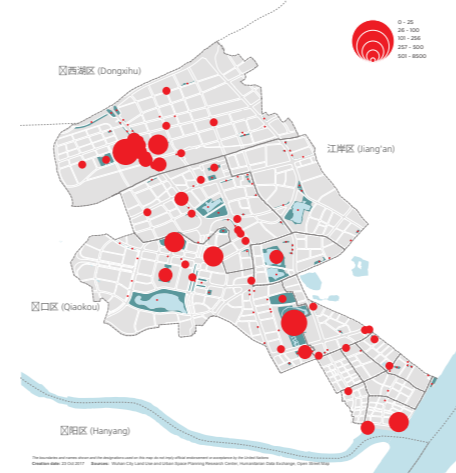 0 - 25
26 - 100
101 - 256
257 - 500
501 - 8500
西湖区 (Dongxihu)
江岸区 (Jiang'an)
口区 (Qiaokou)
阳区 (Hanyang)
The boundaries and names shown and the designations used on this map do not imply official endorsement or acceptance by the United Nations.
Creation date: 23 Oct 2017 Sources: Wuhan City Land Use and Urban Space Planning Research Center, Humanitarian Data Exchange, Open Street Map